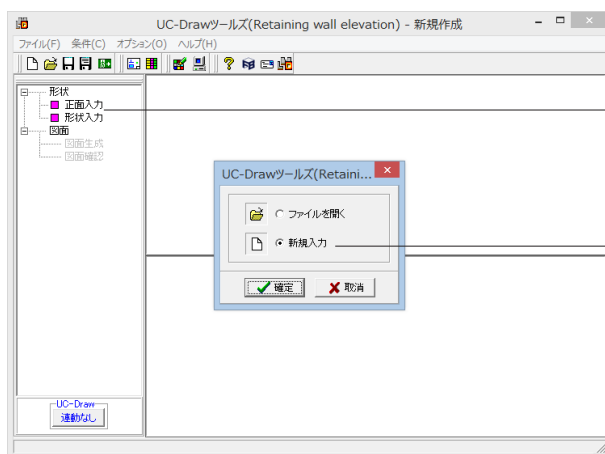 UC-Drawツールズ(Retaining wall elevation) - 新規作成
ファイル(F) 条件(C) オプション(O) ヘルプ(H)
形状
正面入力
形状入力
図面
図面生成
図面確認
UC-Drawツールズ(Retaini...
ファイルを開く
新規入力
確定
取消
UC-Draw
連動なし